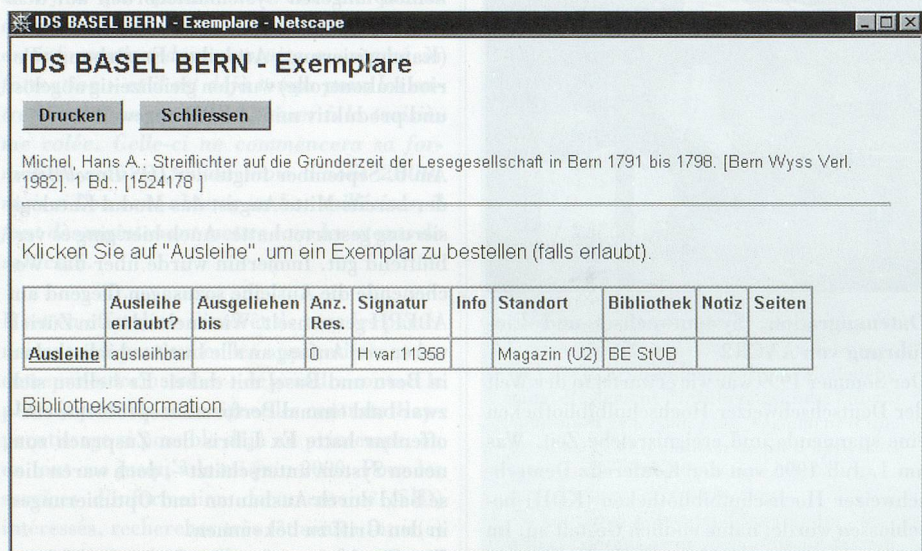 IDS BASEL BERN - Exemplare - Netscape
IDS BASEL BERN - Exemplare
Drucken Schliessen
Michel, Hans A.: Streiflichter auf die Gründerzeit der Lesegesellschaft in Bern 1791 bis 1798. [Bern Wyss Verl.
1982]. 1 Bd.. [1524178 ]
Klicken Sie auf "Ausleihe", um ein Exemplar zu bestellen (falls erlaubt).
Ausleihe Ausgeliehen Anz. Signatur Info Standort Bibliothek Notiz Seiten
erlaubt? bis Res.
Ausleihe ausleihbar 0 H var 11358 Magazin (U2) BE StUB
Bibliotheksinformation